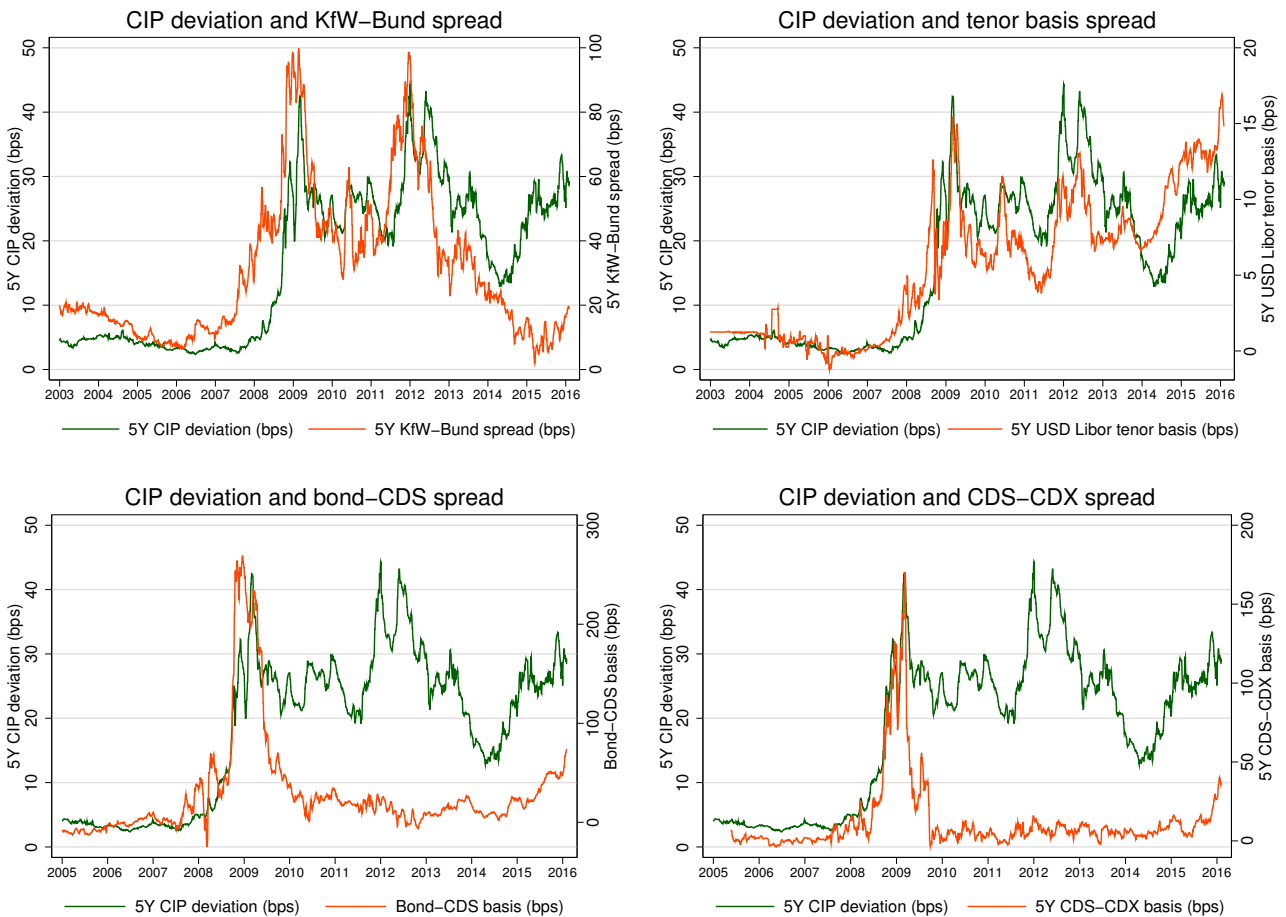 CIP deviation and KfW−Bund spread
50
40
30
20
10
0
5Y CIP deviation (bps)
100
80
60
40
20
0
5Y KfW−Bund spread (bps)
2003 2004 2005 2006 2007 2008 2009 2010 2011 2012 2013 2014 2015 2016
5Y CIP deviation (bps) 5Y KfW−Bund spread (bps)
CIP deviation and tenor basis spread
50
40
30
20
10
0
5Y CIP deviation (bps)
20
15
10
5
0
5Y USD Libor tenor basis (bps)
2003 2004 2005 2006 2007 2008 2009 2010 2011 2012 2013 2014 2015 2016
5Y CIP deviation (bps) 5Y USD Libor tenor basis (bps)
CIP deviation and bond−CDS spread
50
40
30
20
10
0
5Y CIP deviation (bps)
300
200
100
0
Bond−CDS basis (bps)
2005 2006 2007 2008 2009 2010 2011 2012 2013 2014 2015 2016
5Y CIP deviation (bps) Bond−CDS basis (bps)
CIP deviation and CDS−CDX spread
50
40
30
20
10
0
5Y CIP deviation (bps)
200
150
100
50
0
5Y CDS−CDX basis (bps)
2005 2006 2007 2008 2009 2010 2011 2012 2013 2014 2015 2016
5Y CIP deviation (bps) 5Y CDS−CDX basis (bps)